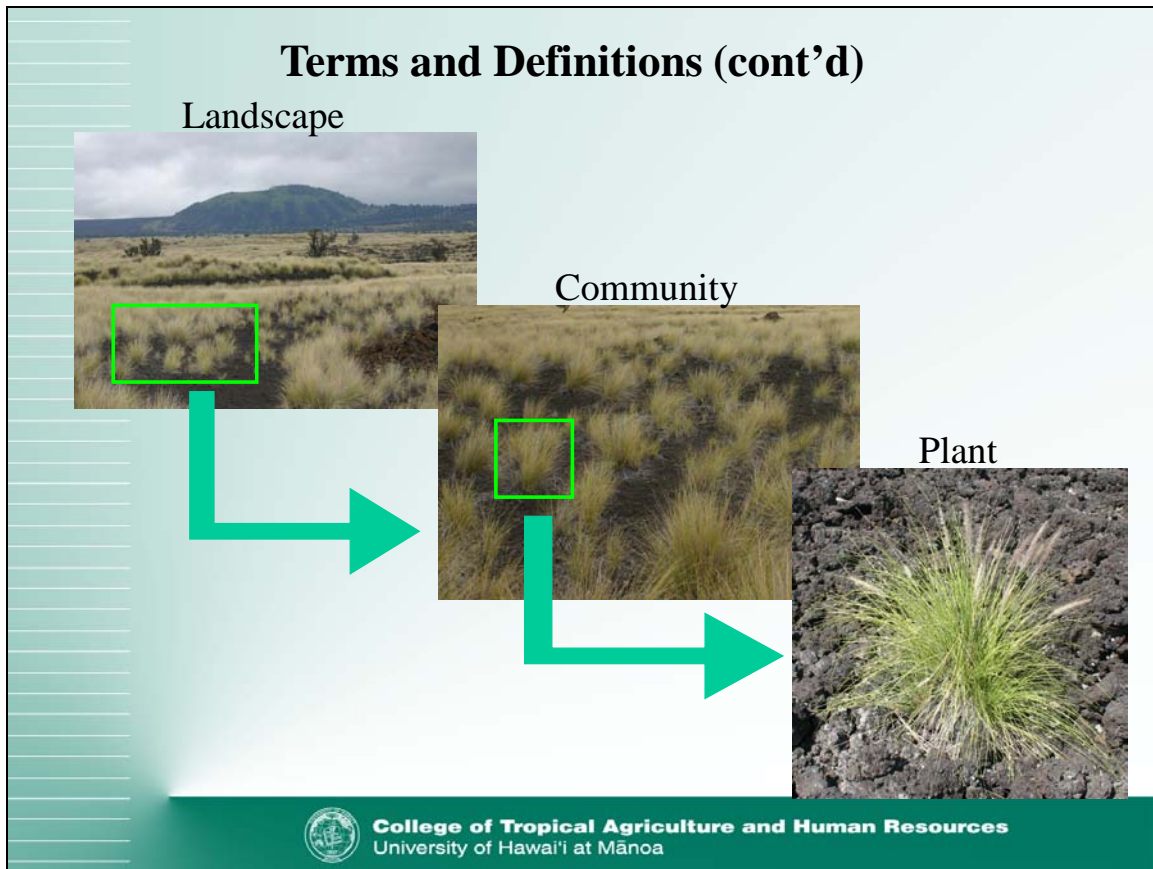 Terms and Definitions (cont’d)
Landscape
Community
Plant
College of Tropical Agriculture and Human Resources
University of Hawai‘i at Mānoa